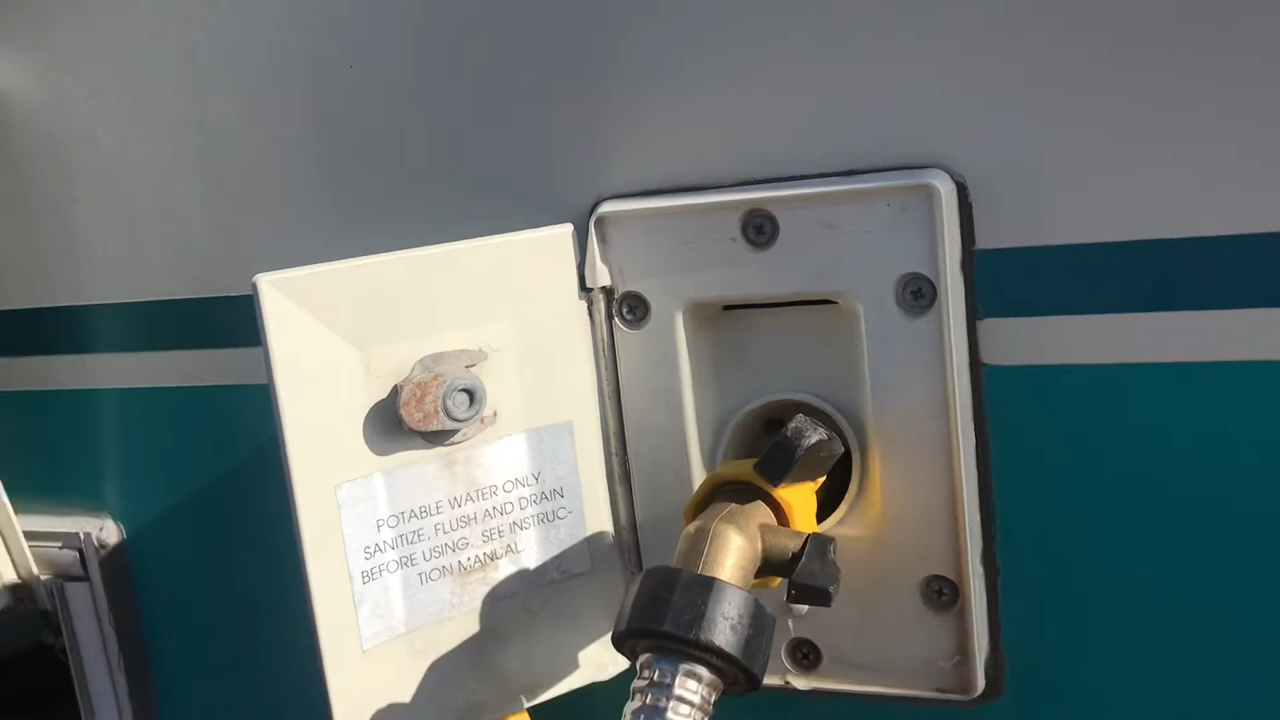 POTABLE WATER ONLY.
SANITIZE, FLUSH AND DRAIN
BEFORE USING. SEE INSTRUC-
TION MANUAL.